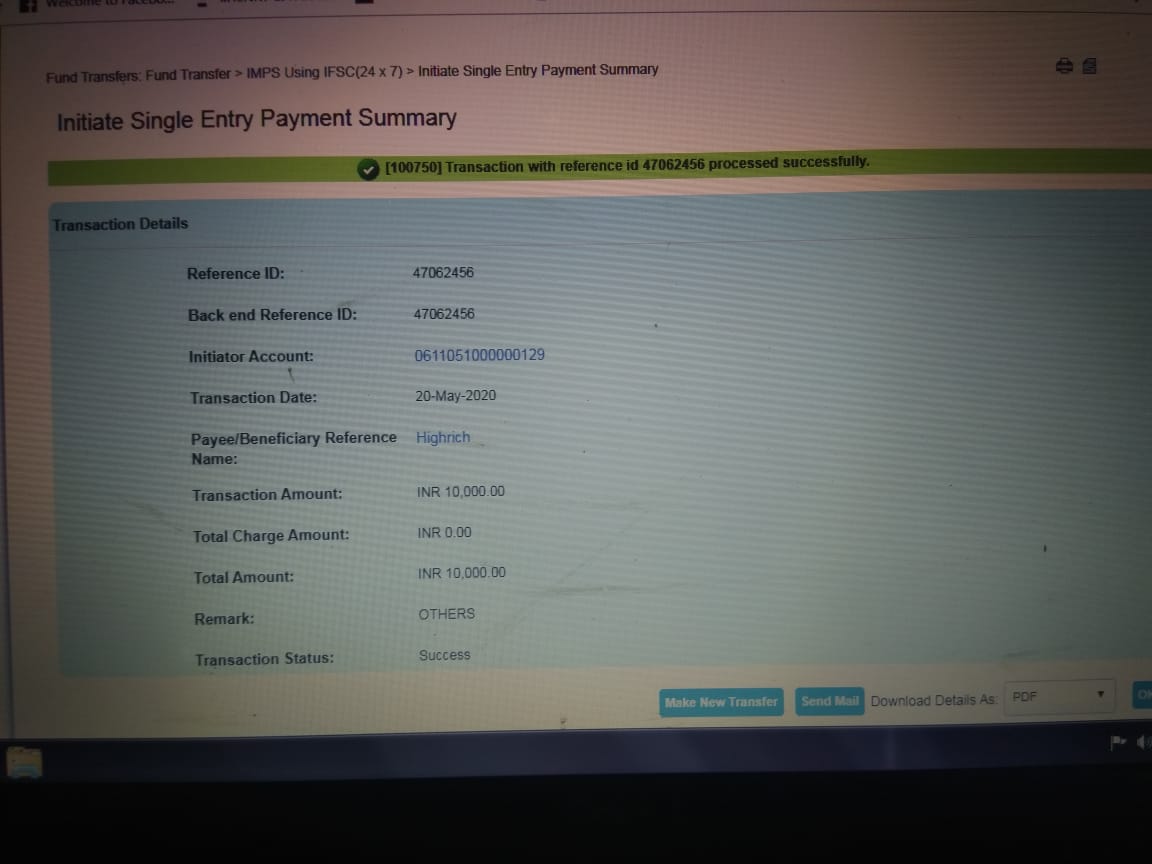 Welcome to Facebo...
Fund Transfers: Fund Transfer > IMPS Using IFSC(24 x 7) > Initiate Single Entry Payment Summary
Initiate Single Entry Payment Summary
[100750] Transaction with reference id 47062456 processed successfully.
Transaction Details
Reference ID: 47062456
Back end Reference ID: 47062456
Initiator Account: 0611051000000129
Transaction Date: 20-May-2020
Payee/Beneficiary Reference Highrich
Name:
Transaction Amount: INR 10,000.00
Total Charge Amount: INR 0.00
Total Amount: INR 10,000.00
Remark: OTHERS
Transaction Status: Success
Make New Transfer Send Mail Download Details As: PDF